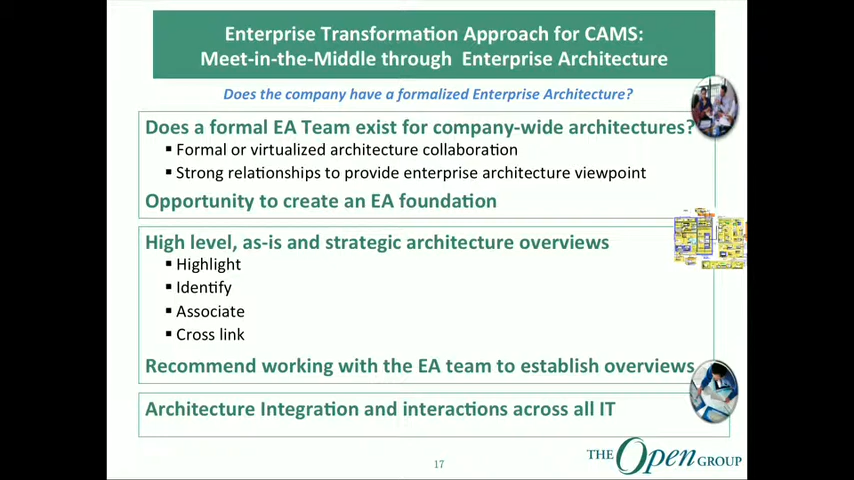 Enterprise Transformation Approach for CAMS:
Meet-in-the-Middle through Enterprise Architecture
Does the company have a formalized Enterprise Architecture?
Does a formal EA Team exist for company-wide architectures?
▪ Formal or virtualized architecture collaboration
▪ Strong relationships to provide enterprise architecture viewpoint
Opportunity to create an EA foundation
High level, as-is and strategic architecture overviews
▪ Highlight
▪ Identify
▪ Associate
▪ Cross link
Recommend working with the EA team to establish overviews
Architecture Integration and interactions across all IT
17
THE Open GROUP